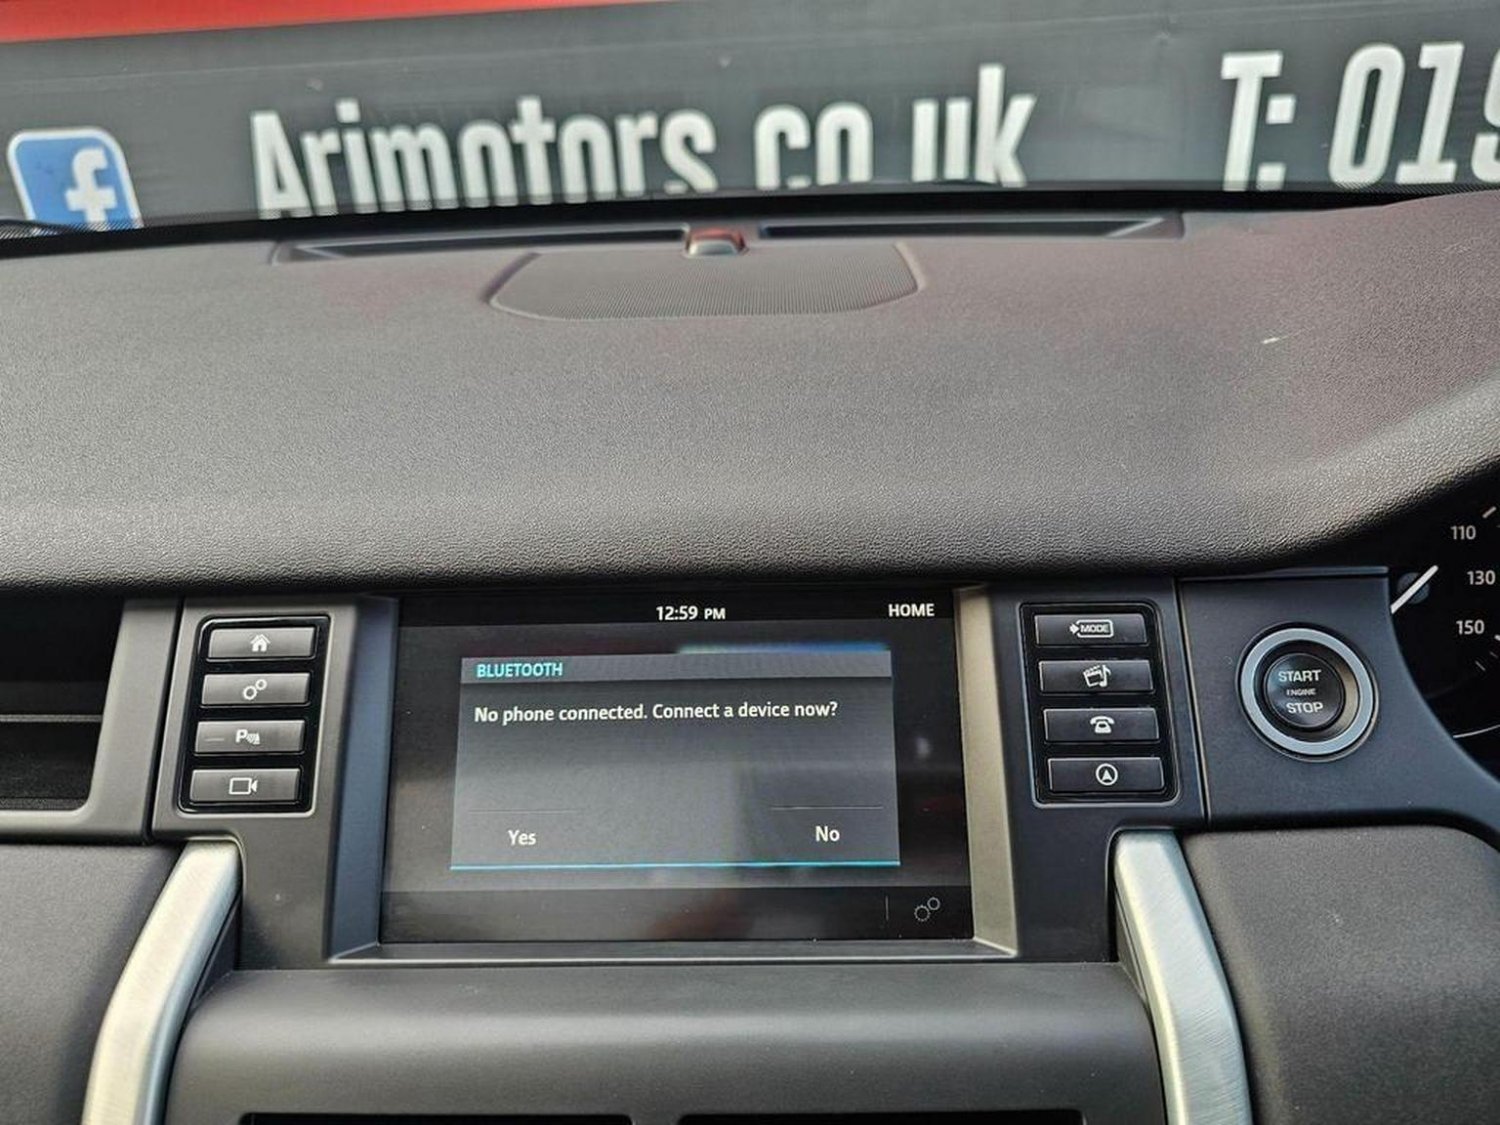 Arimotors.co.uk
T: 019
12:59 PM
HOME
BLUETOOTH
No phone connected. Connect a device now?
Yes
No
P
MODE
START
ENGINE
STOP
110
130
150